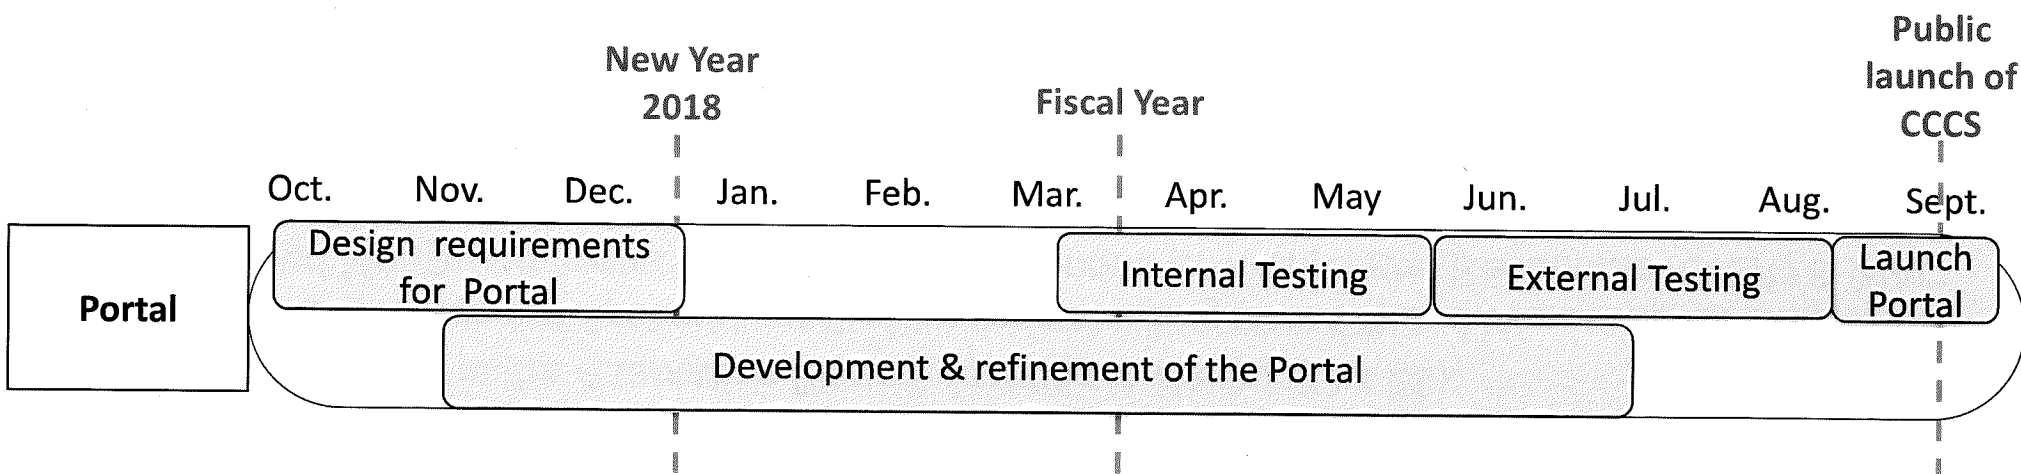 New Year
2018
Fiscal Year
Public
launch of
CCCS
Oct. Nov. Dec. Jan. Feb. Mar. Apr. May Jun. Jul. Aug. Sept.
Portal
Design requirements
for Portal
Internal Testing
External Testing
Launch
Portal
Development & refinement of the Portal